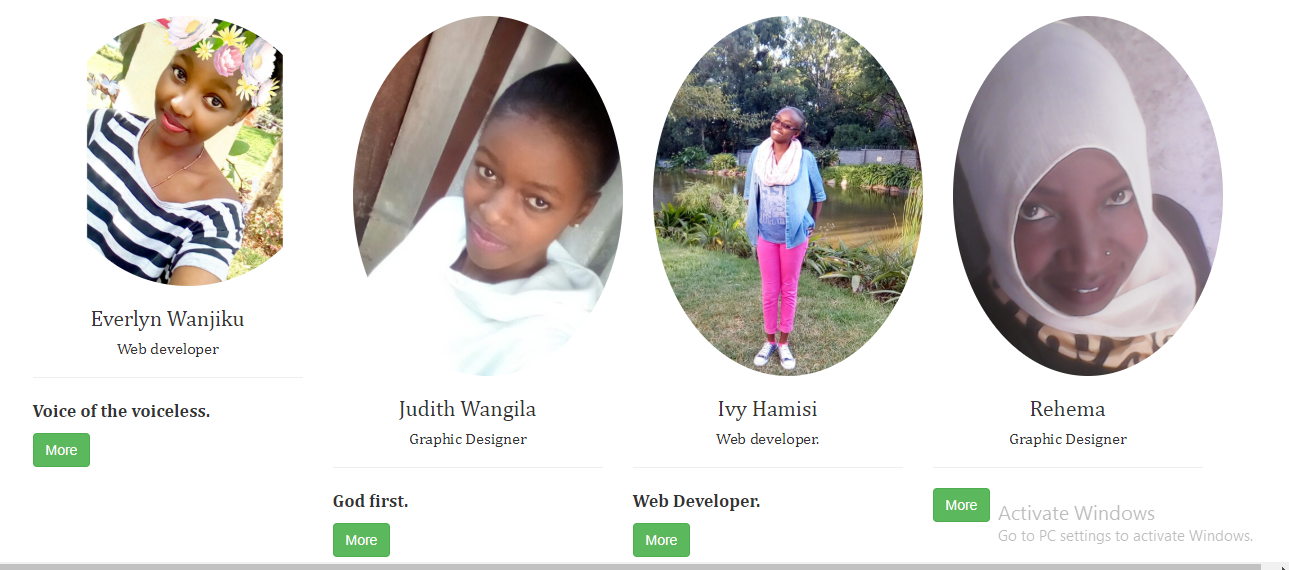 Everlyn Wanjiku
Web developer
Voice of the voiceless.
More
Judith Wangila
Graphic Designer
God first.
More
Ivy Hamisi
Web developer.
Web Developer.
More
Rehema
Graphic Designer
More
Activate Windows
Go to PC settings to activate Windows.